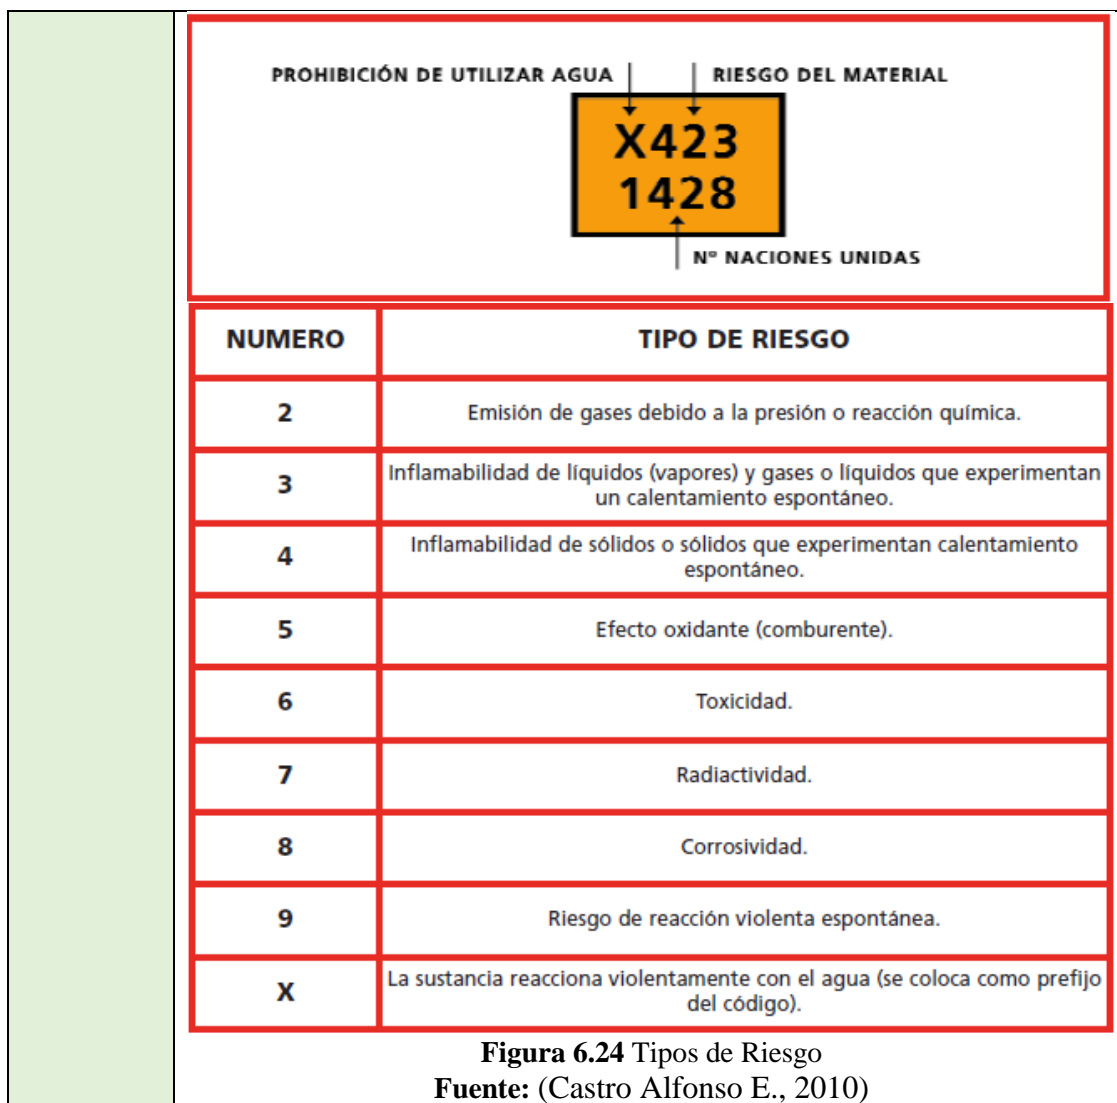 PROHIBICIÓN DE UTILIZAR AGUA
RIESGO DEL MATERIAL
X423
1428
Nº NACIONES UNIDAS
NUMERO TIPO DE RIESGO
2 Emisión de gases debido a la presión o reacción química.
3 Inflamabilidad de líquidos (vapores) y gases o líquidos que experimentan
un calentamiento espontáneo.
4 Inflamabilidad de sólidos o sólidos que experimentan calentamiento
espontáneo.
5 Efecto oxidante (comburente).
6 Toxicidad.
7 Radiactividad.
8 Corrosividad.
9 Riesgo de reacción violenta espontánea.
X La sustancia reacciona violentamente con el agua (se coloca como prefijo
del código).
Figura 6.24 Tipos de Riesgo
Fuente: (Castro Alfonso E., 2010)